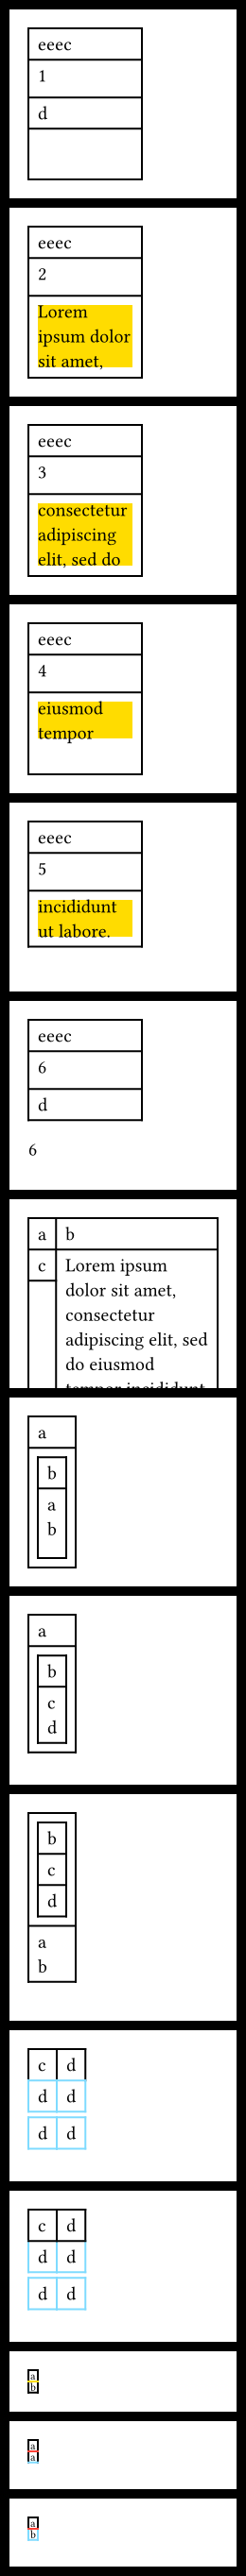 eeec
1
d
eeec
2
Lorem
ipsum dolor
sit amet,
eeec
3
consectetur
adipiscing
elit, sed do
eeec
4
eiusmod
tempor
eeec
5
incididunt
ut labore.
eeec
6
d
6
a b
c Lorem ipsum
dolor sit amet,
consectetur
adipiscing elit, sed
do eiusmod
tempor incididunt
a
b
a
b
a
b
c
d
b
c
d
a
b
c d
d d
d d
c d
d d
d d
a
b
a
a
a
b